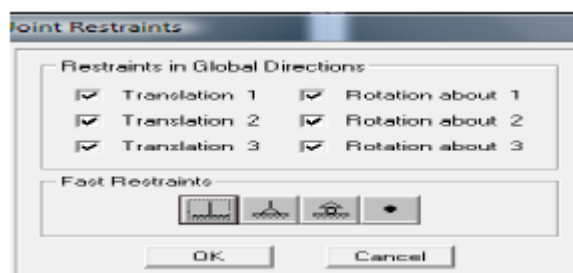 Joint Restraints
Restraints in Global Directions
Translation 1 Rotation about 1
Translation 2 Rotation about 2
Translation 3 Rotation about 3
Fast Restraints
OK Cancel